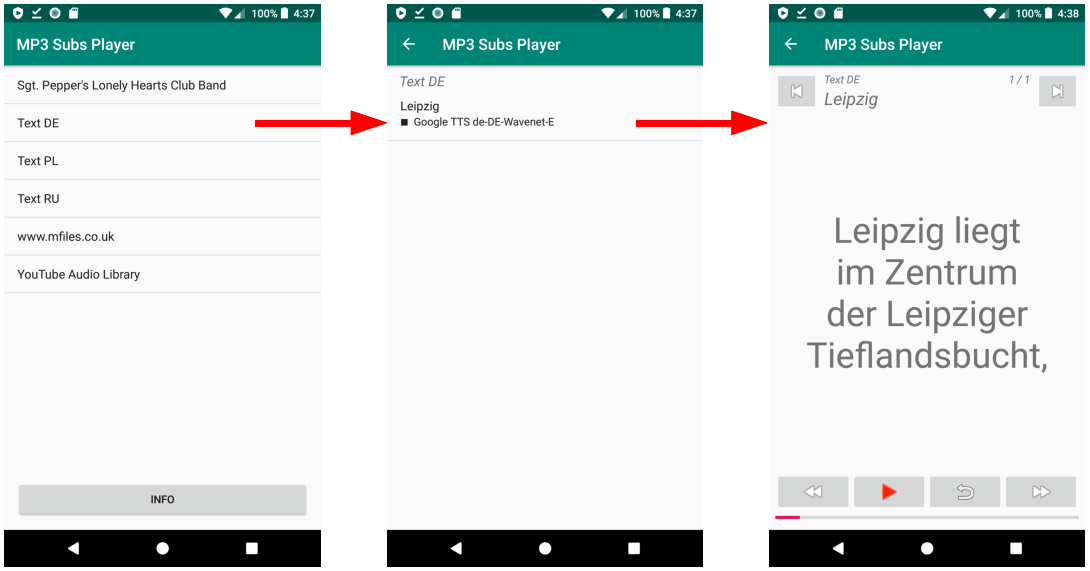 100% 4:37
MP3 Subs Player
Sgt. Pepper's Lonely Hearts Club Band
Text DE
Text PL
Text RU
www.mfiles.co.uk
YouTube Audio Library
INFO
100% 4:37
MP3 Subs Player
Text DE
Leipzig
Google TTS de-DE-Wavenet-E
100% 4:38
MP3 Subs Player
Text DE 1 / 1
Leipzig
Leipzig liegt
im Zentrum
der Leipziger
Tieflandsbucht,